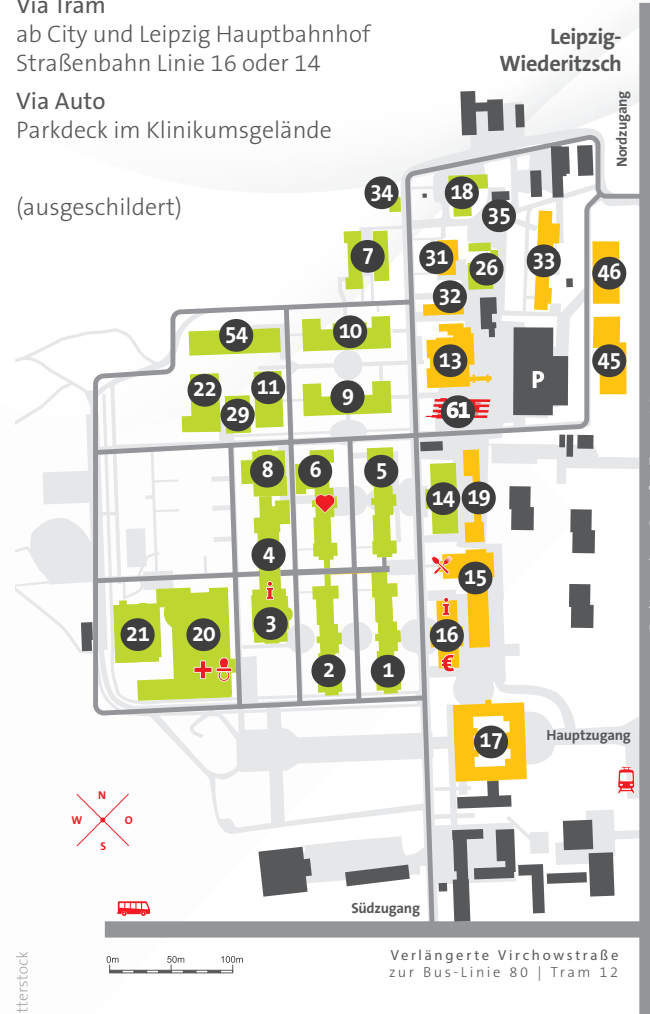 Via Tram
ab City und Leipzig Hauptbahnhof
Straßenbahn Linie 16 oder 14
Via Auto
Parkdeck im Klinikumsgelände
(ausgeschildert)
Leipzig-
Wiederitzsch
Nordzugang
34
18
35
7
31
26
33
46
32
54
10
13
45
P
22
11
9
29
61
8
6
5
14
19
4
15
i
i
3
16
21
20
2
1
€
17
Hauptzugang
N
W
O
S
Südzugang
0m
50m
100m
Verlängerte Virchowstraße
zur Bus-Linie 80 | Tram 12
tterstock